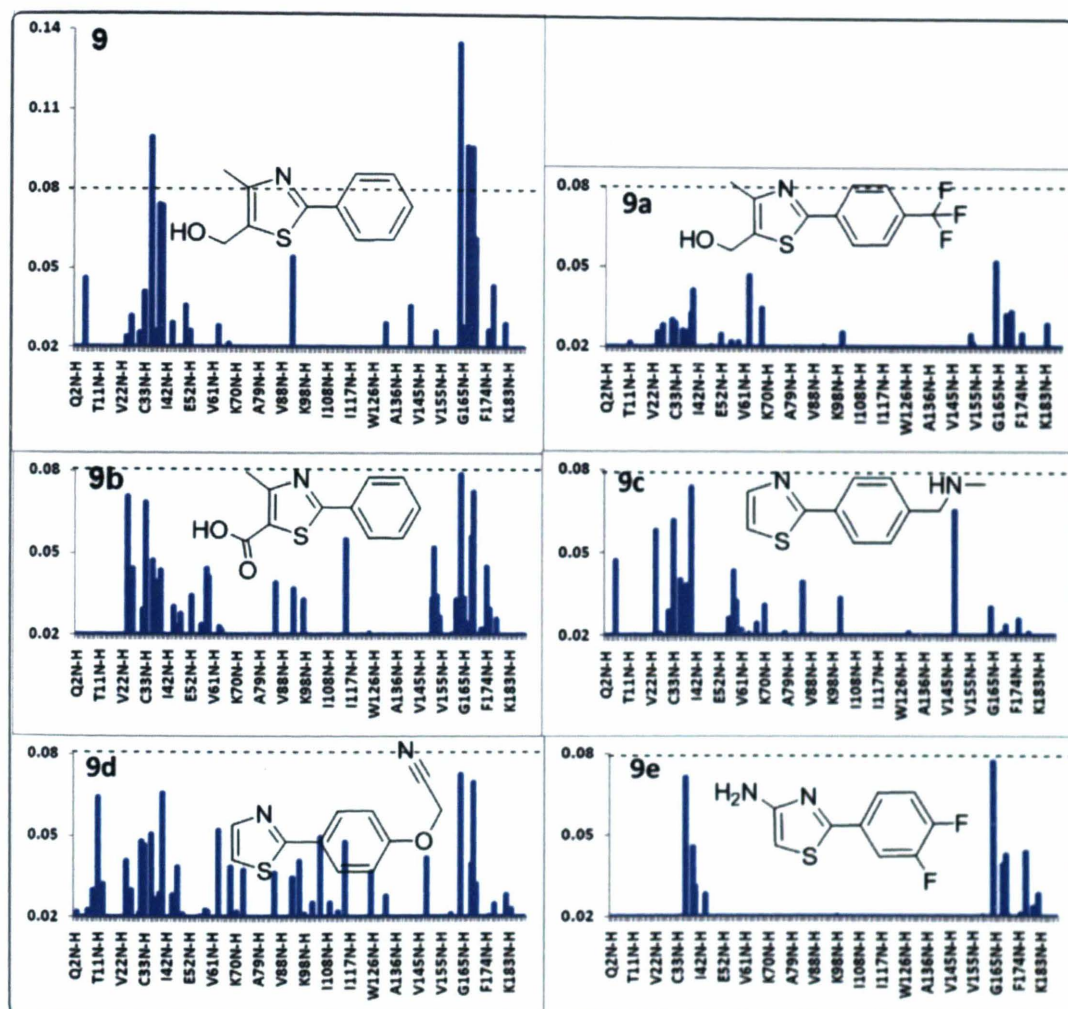 9
0.14
0.11
0.08
0.05
0.02
N
HO
S
Q2N-H T11N-H V22N-H C33N-H I42N-H E52N-H V61N-H K70N-H A79N-H V88N-H K98N-H I108N-H I117N-H W126N-H A136N-H V145N-H V155N-H G165N-H F174N-H K183N-H
9a
0.08
0.05
0.02
N
HO
S
F
F
F
Q2N-H T11N-H V22N-H C33N-H I42N-H E52N-H V61N-H K70N-H A79N-H V88N-H K98N-H I108N-H I117N-H W126N-H A136N-H V145N-H V155N-H G165N-H F174N-H K183N-H
9b
0.08
0.05
0.02
N
HO
S
O
Q2N-H T11N-H V22N-H C33N-H I42N-H E52N-H V61N-H K70N-H A79N-H V88N-H K98N-H I108N-H I117N-H W126N-H A136N-H V145N-H V155N-H G165N-H F174N-H K183N-H
9c
0.08
0.05
0.02
N
S
HN
Q2N-H T11N-H V22N-H C33N-H I42N-H E52N-H V61N-H K70N-H A79N-H V88N-H K98N-H I108N-H I117N-H W126N-H A136N-H V145N-H V155N-H G165N-H F174N-H K183N-H
9d
0.08
0.05
0.02
N
N
S
O
Q2N-H T11N-H V22N-H C33N-H I42N-H E52N-H V61N-H K70N-H A79N-H V88N-H K98N-H I108N-H I117N-H W126N-H A136N-H V145N-H V155N-H G165N-H F174N-H K183N-H
9e
0.08
0.05
0.02
H2N
N
S
F
F
Q2N-H T11N-H V22N-H C33N-H I42N-H E52N-H V61N-H K70N-H A79N-H V88N-H K98N-H I108N-H I117N-H W126N-H A136N-H V145N-H V155N-H G165N-H F174N-H K183N-H